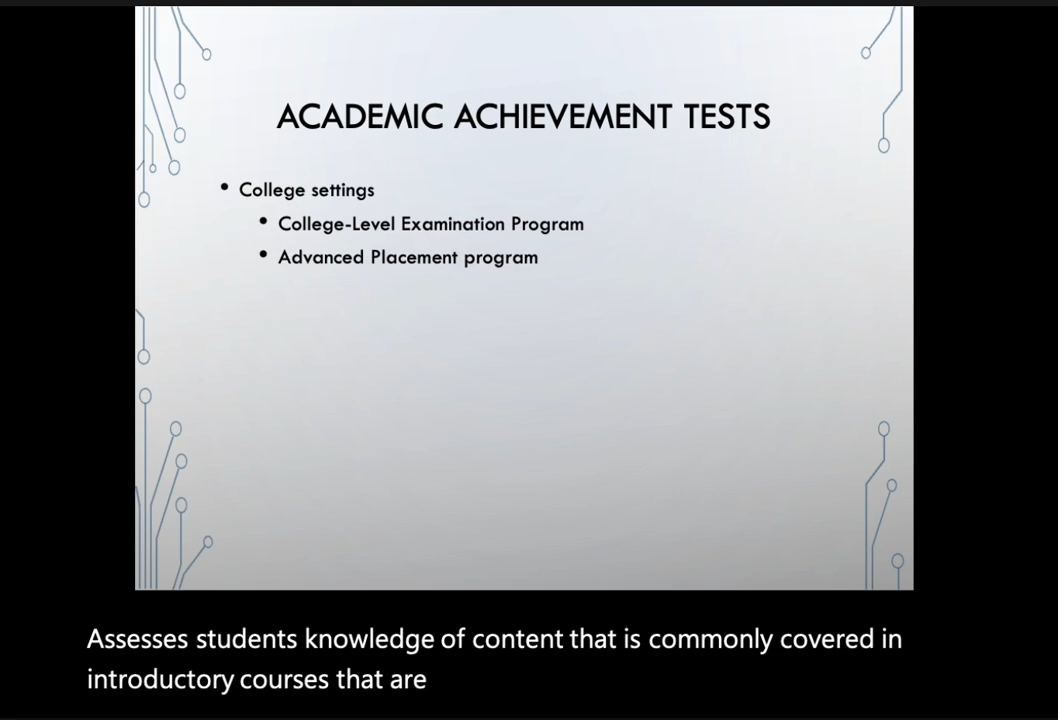 ACADEMIC ACHIEVEMENT TESTS
• College settings
• College-Level Examination Program
• Advanced Placement program
Assesses students knowledge of content that is commonly covered in
introductory courses that are